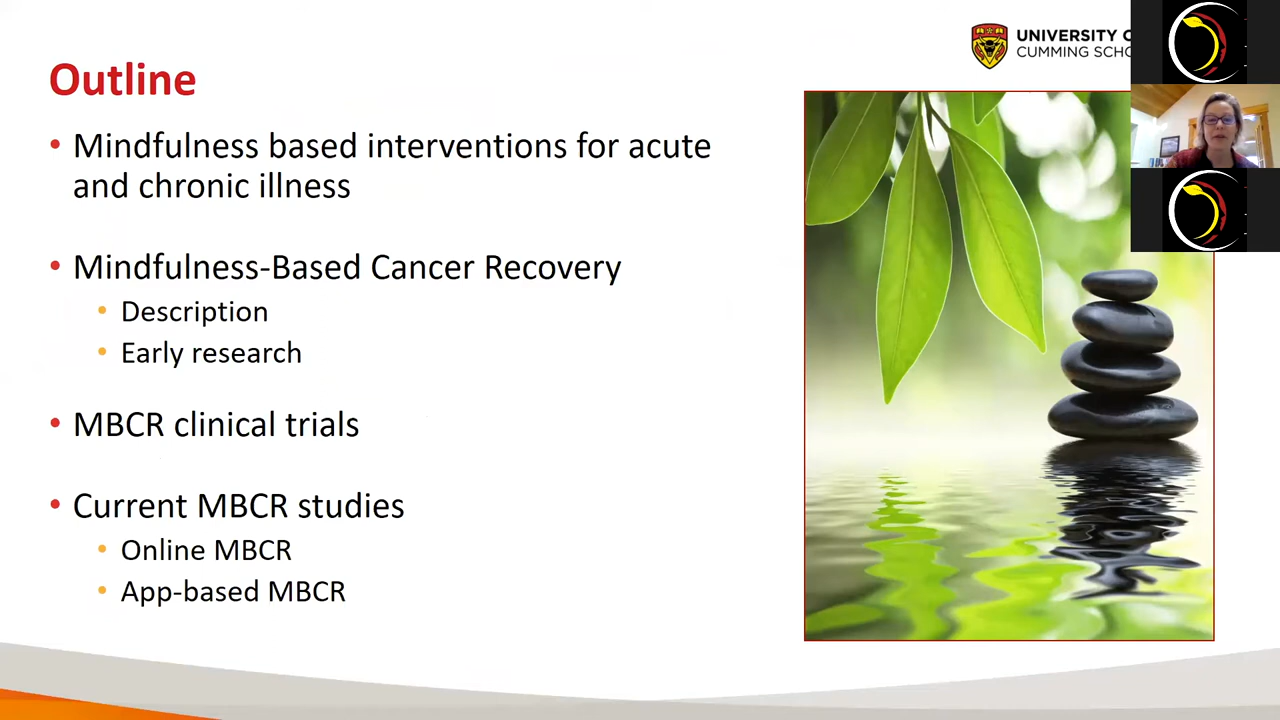 UNIVERSITY
CUMMING
Outline
• Mindfulness based interventions for acute
and chronic illness
• Mindfulness-Based Cancer Recovery
• Description
• Early research
• MBCR clinical trials
• Current MBCR studies
• Online MBCR
• App-based MBCR